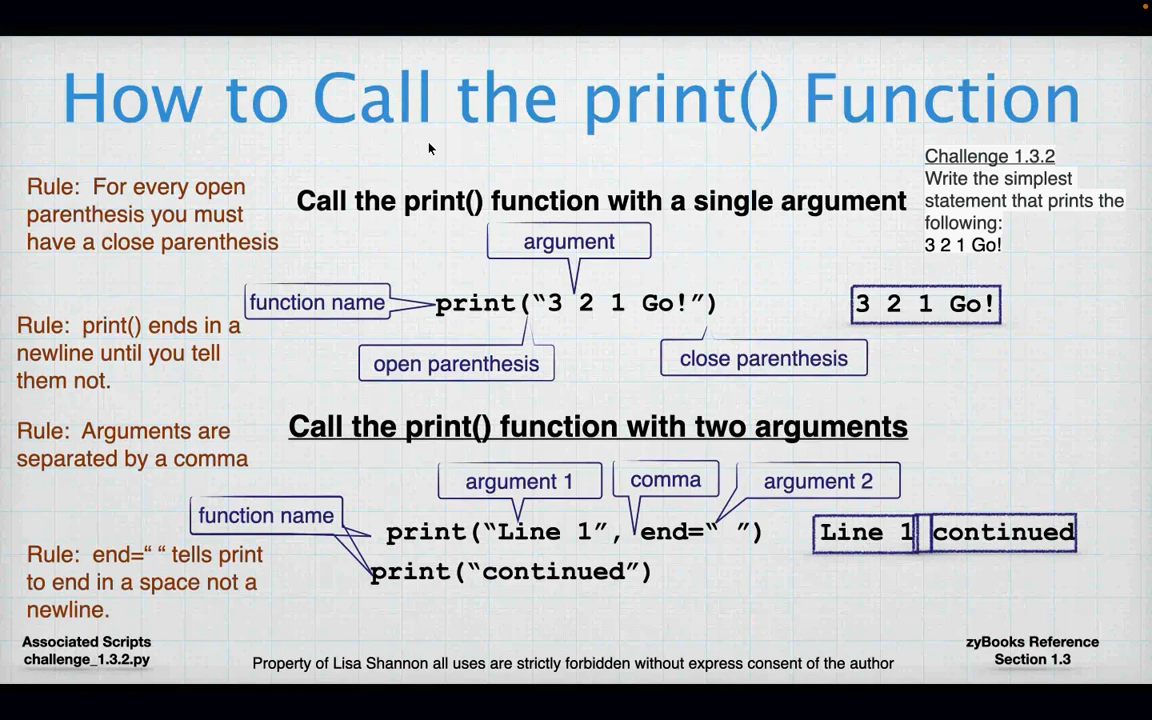 How to Call the print() Function
Challenge 1.3.2
Write the simplest
statement that prints the
following:
3 2 1 Go!
Rule:  For every open
parenthesis you must
have a close parenthesis
Call the print() function with a single argument
argument
function name
print(“3 2 1 Go!”)
3 2 1 Go!
open parenthesis
close parenthesis
Rule:  print() ends in a
newline until you tell
them not.
Rule:  Arguments are
separated by a comma
Call the print() function with two arguments
argument 1
comma
argument 2
function name
print(“Line 1”, end=“ ”)
print(“continued”)
Line 1 continued
Rule:  end=“ “ tells print
to end in a space not a
newline.
Associated Scripts
challenge_1.3.2.py
Property of Lisa Shannon all uses are strictly forbidden without express consent of the author
zyBooks Reference
Section 1.3